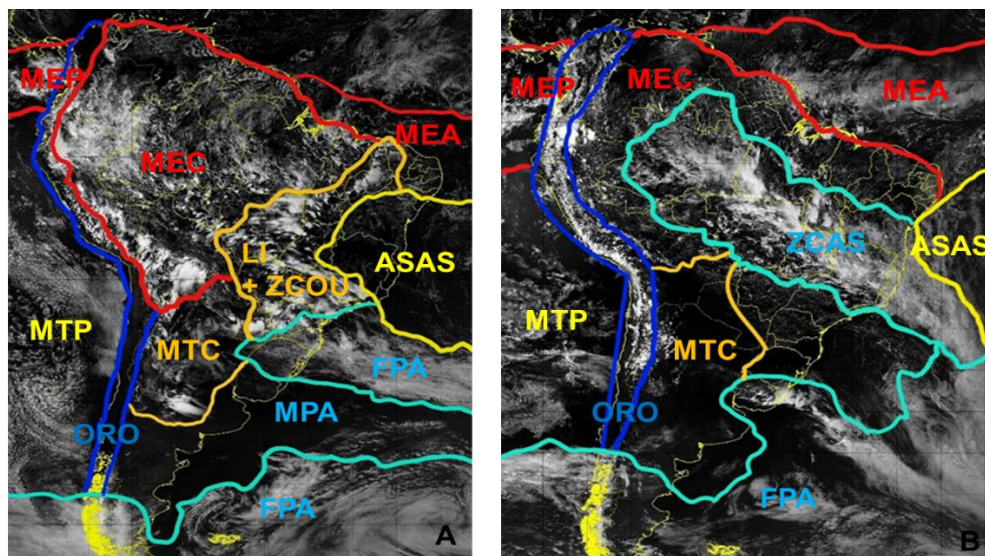 MEP
MEC
MEA
LI
+ ZCOU
ASAS
MTP
MTC
FPA
MPA
ORO
FPA
A
MEP
MEC
MEA
ZCAS
ASAS
MTP
MTC
ORO
FPA
B